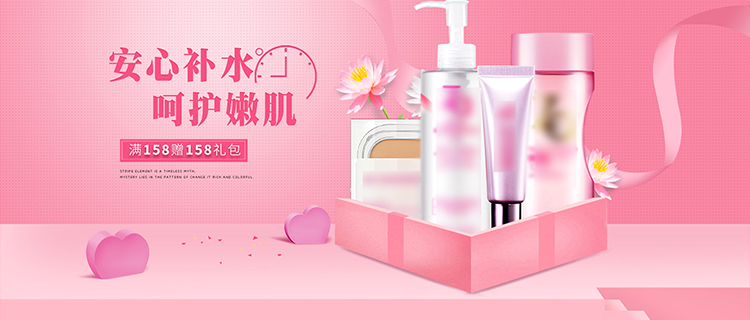 安心补水
呵护嫩肌
满158赠158礼包
STRIPE ELEMENT IS A TIMELESS MYTH,
MYSTERY LIES IN THE PATTERN OF CHANGE IT RICH AND COLORFUL.